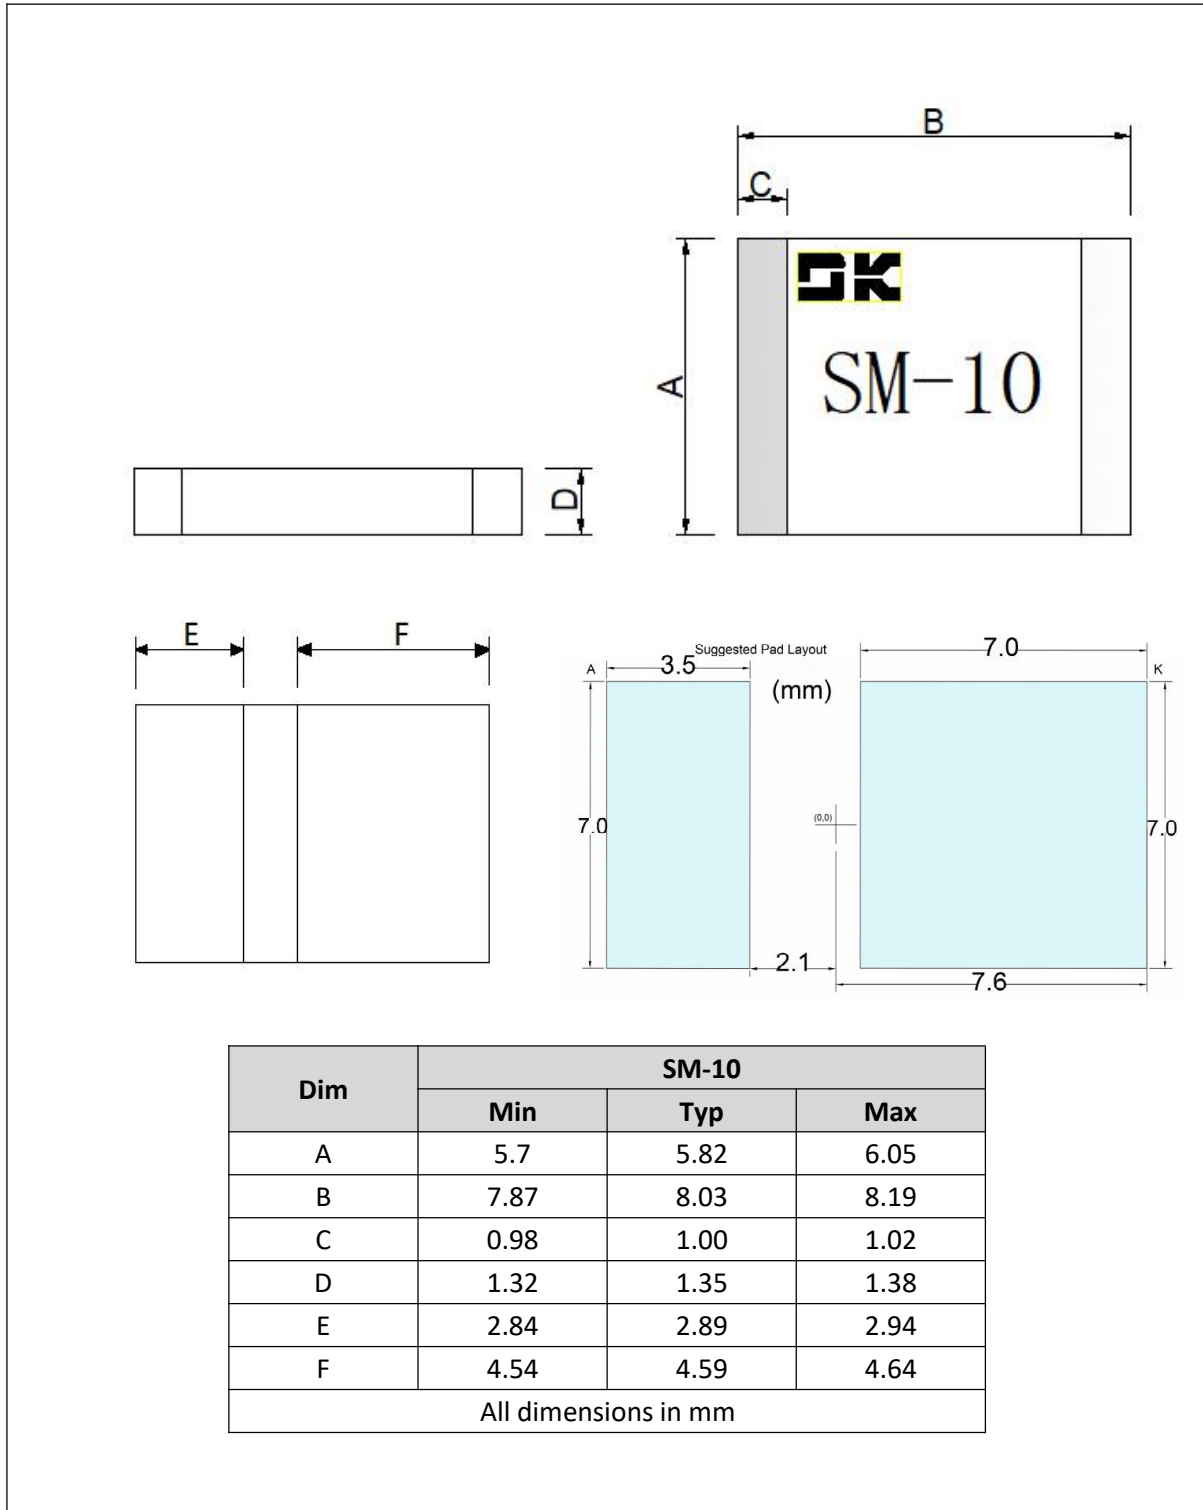 B
C
SK
A
SM-10
D
E
F
Suggested Pad Layout
A
3.5
(mm)
7.0
K
7.0
(0,0)
7.0
2.1
7.6
Dim SM-10
Min Typ Max
A 5.7 5.82 6.05
B 7.87 8.03 8.19
C 0.98 1.00 1.02
D 1.32 1.35 1.38
E 2.84 2.89 2.94
F 4.54 4.59 4.64
All dimensions in mm